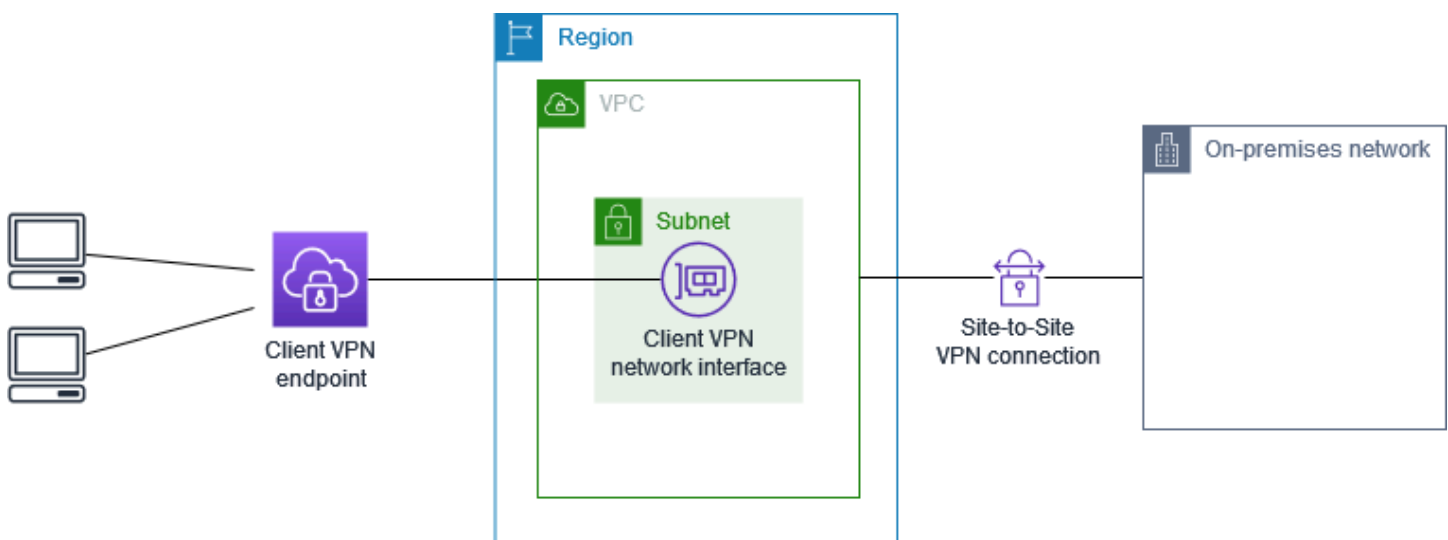 Region
VPC
On-premises network
Subnet
Client VPN
endpoint
Client VPN
network interface
Site-to-Site
VPN connection